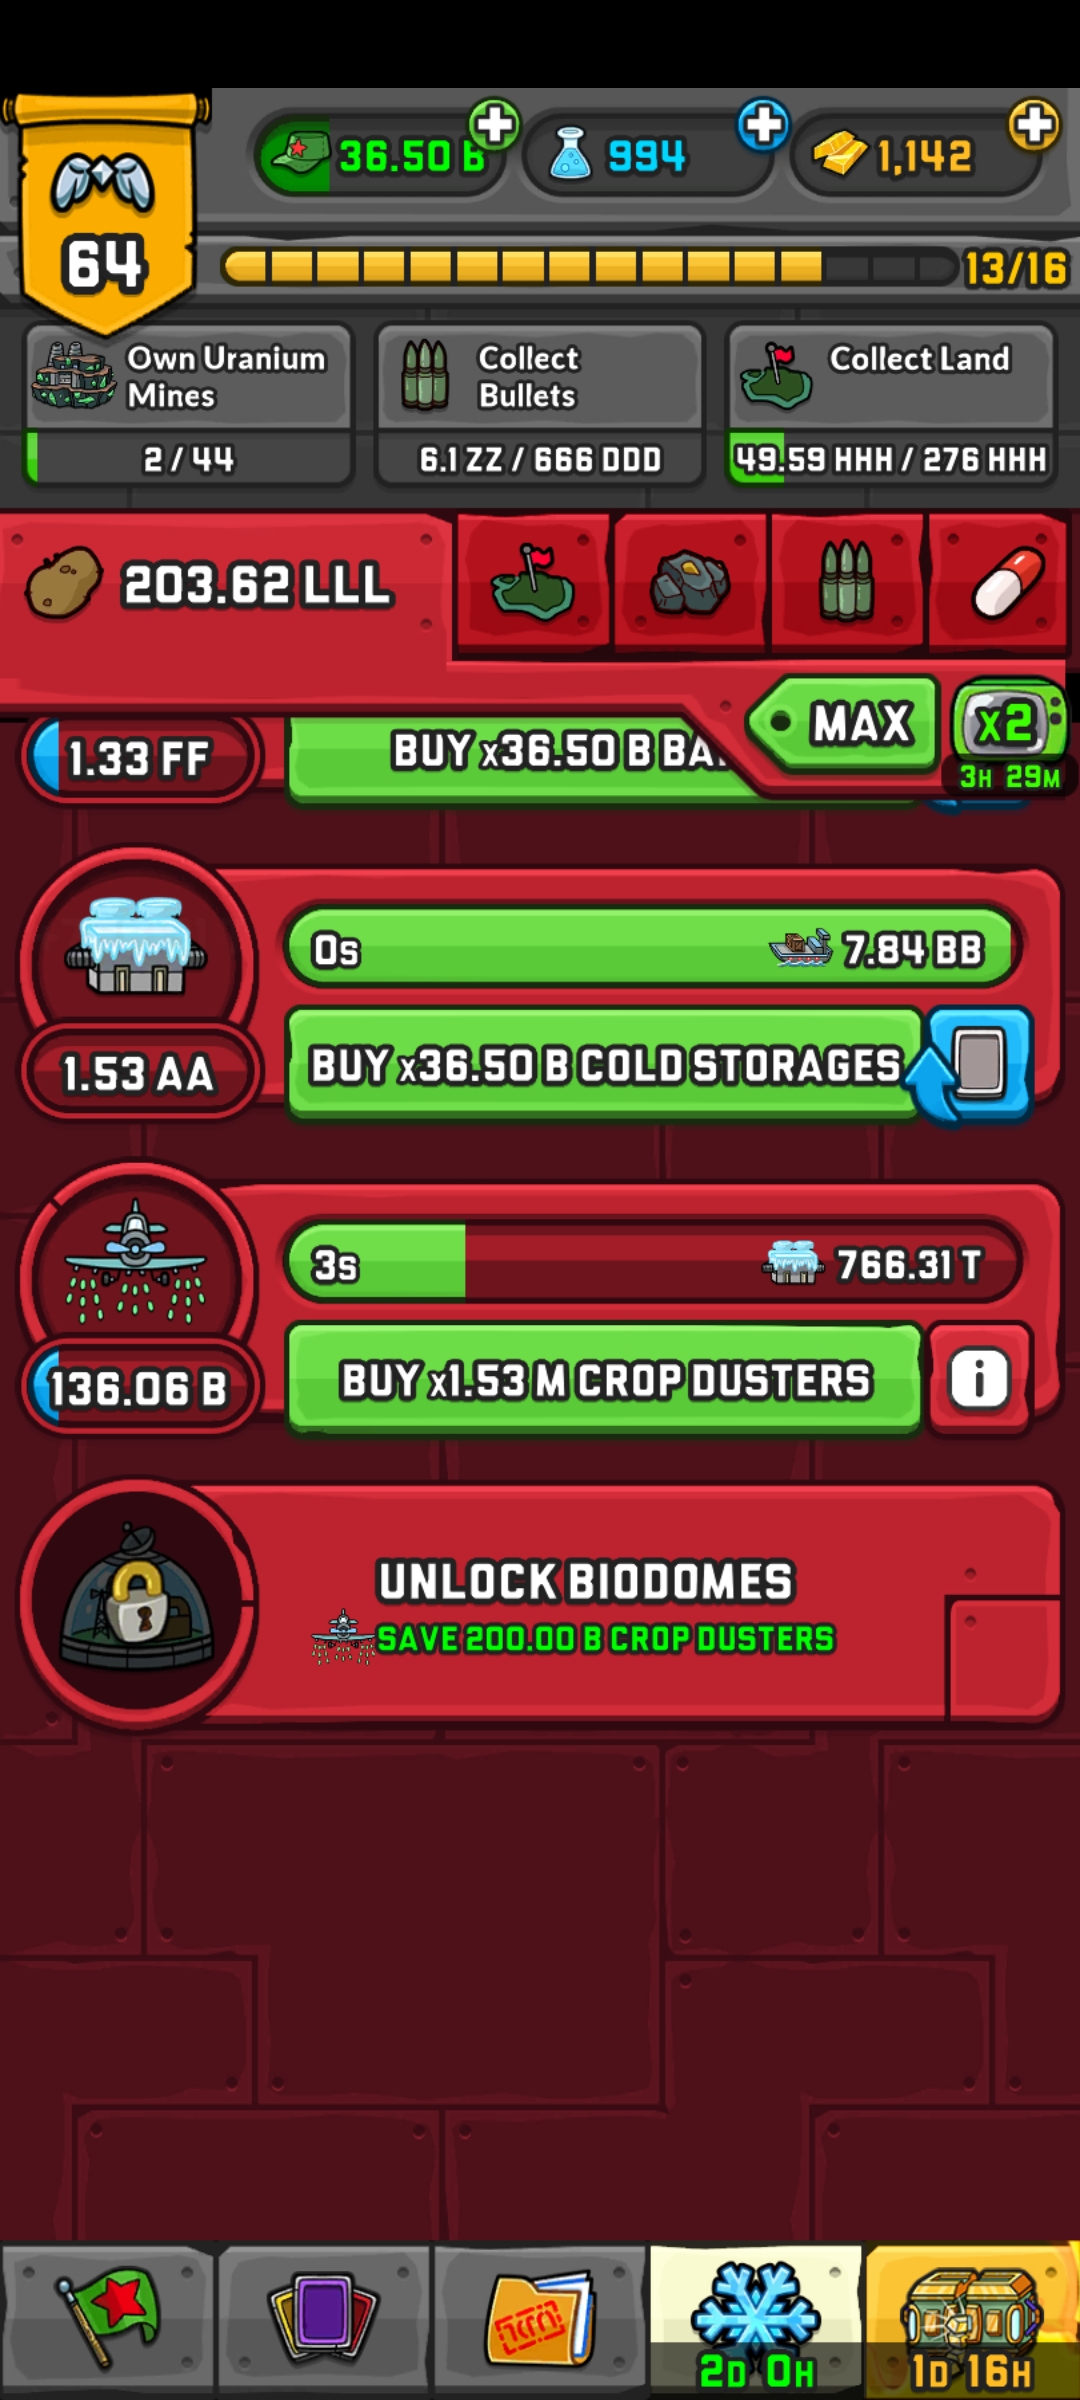 36.50 B
994
1,142
64
13/16
Own Uranium
Mines
Collect
Bullets
Collect Land
2 / 44
6.1 ZZ / 666 DDD
49.59 HHH / 276 HHH
203.62 LLL
MAX
x2
3H 29M
1.33 FF
BUY x36.50 B BA
0s
7.84 BB
1.53 AA
BUY x36.50 B COLD STORAGES
3s
766.31 T
136.06 B
BUY x1.53 M CROP DUSTERS
i
UNLOCK BIODOMES
SAVE 200.00 B CROP DUSTERS
2D 0H
1D 16H